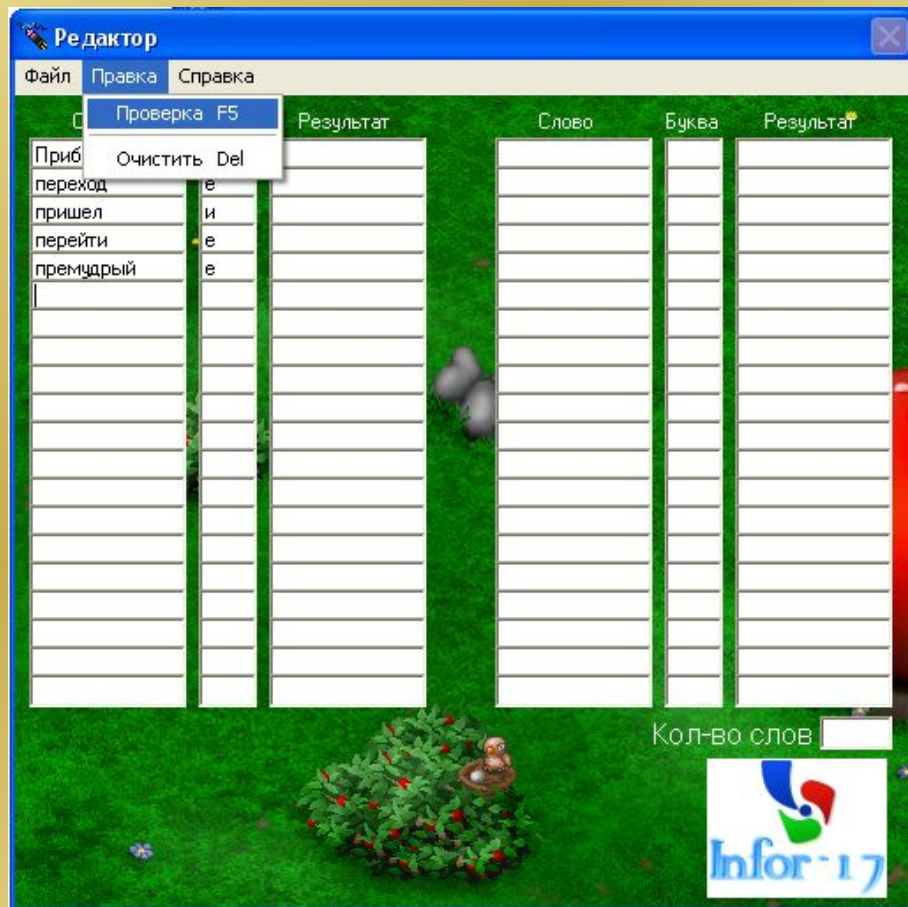 Редактор
Файл Правка Справка
Проверка F5
Очистить Del
Результат Слово Буква Результат
переход е
пришел и
перейти е
премудрый е
Кол-во слов
Infor-17